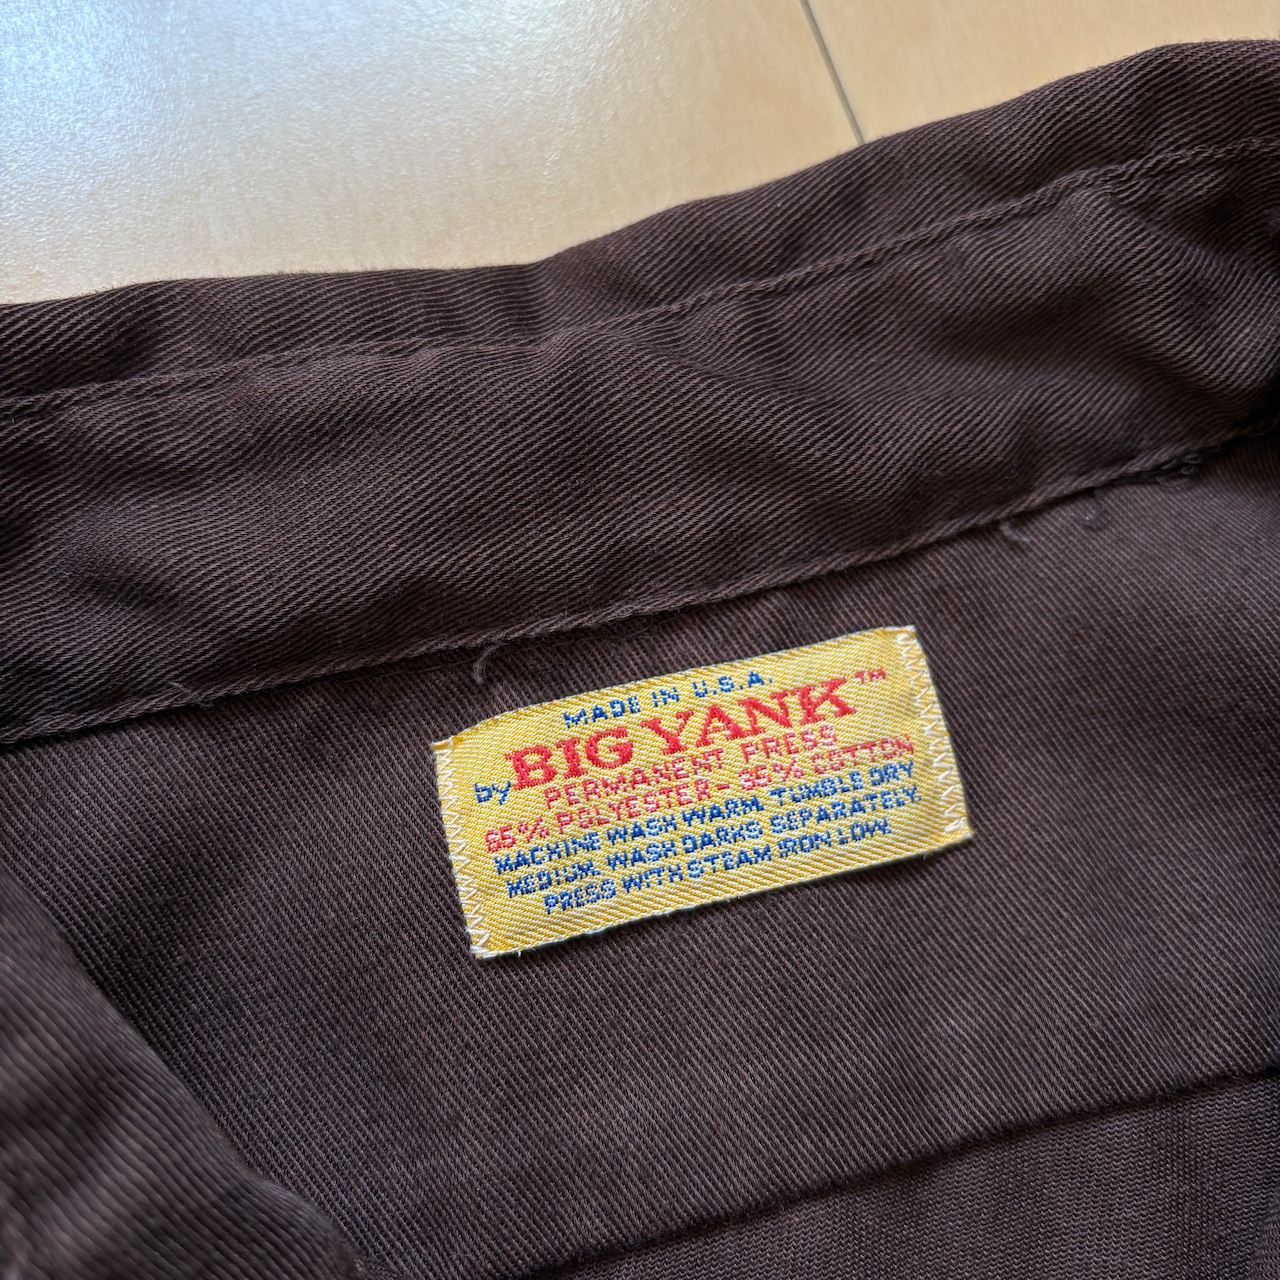 MADE IN U.S.A.
by BIG YANK™
PERMANENT PRESS
65% POLYESTER - 35% COTTON
MACHINE WASH WARM. TUMBLE DRY
MEDIUM. WASH DARKS SEPARATELY.
PRESS WITH STEAM IRON LOW.